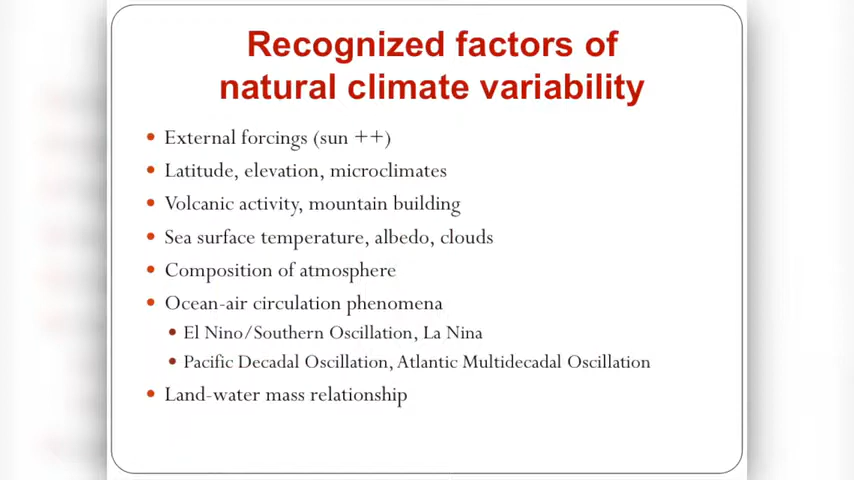 Recognized factors of
natural climate variability
• External forcings (sun ++)
• Latitude, elevation, microclimates
• Volcanic activity, mountain building
• Sea surface temperature, albedo, clouds
• Composition of atmosphere
• Ocean-air circulation phenomena
• El Nino/Southern Oscillation, La Nina
• Pacific Decadal Oscillation, Atlantic Multidecadal Oscillation
• Land-water mass relationship